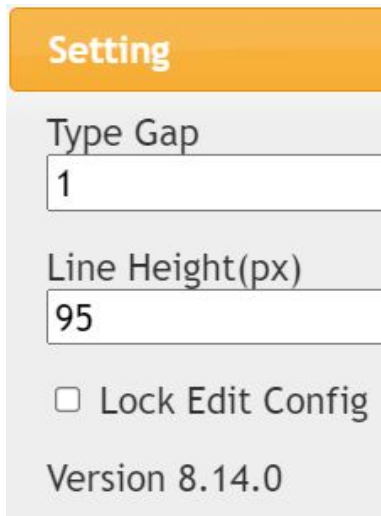 Setting
Type Gap
1
Line Height(px)
95
Lock Edit Config
Version 8.14.0